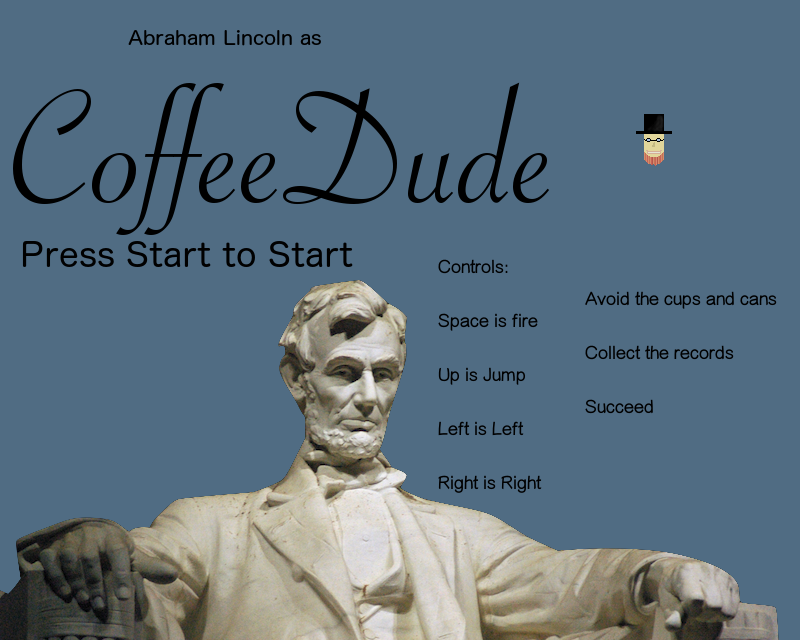 Abraham Lincoln as
CoffeeDude
Press Start to Start
Controls:
Space is fire
Up is Jump
Left is Left
Right is Right
Avoid the cups and cans
Collect the records
Succeed